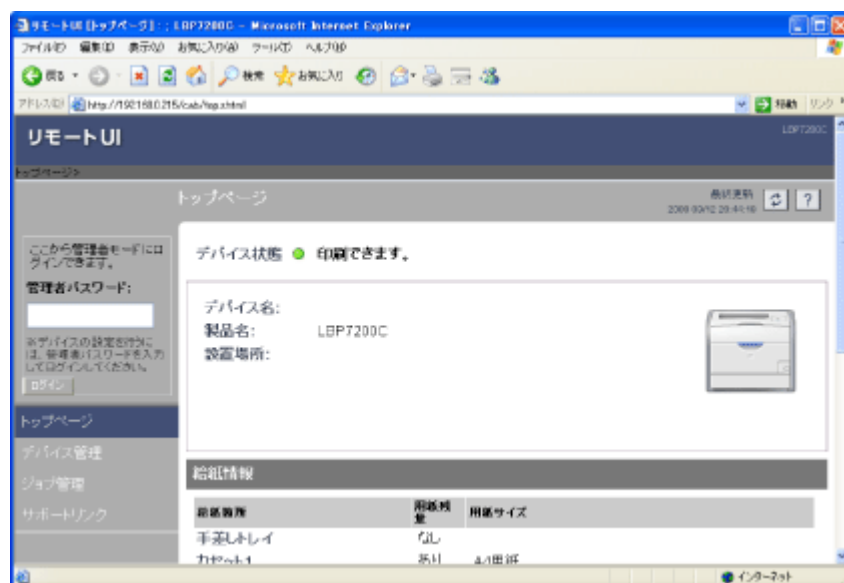 リモートUI [トップページ] : ; LBP7200C - Microsoft Internet Explorer
ファイル(F) 編集(E) 表示(V) お気に入り(A) ツール(T) ヘルプ(H)
戻る 検索 お気に入り
アドレス(D) http://192.168.0.215/cab/top.shtml 移動 リンク
リモートUI
LBP7200C
トップページ>
トップページ
最終更新
ここから管理者モードにロ
グインできます。
管理者パスワード:
※デバイスの設定を行うに
は、管理者パスワードを入力
してログインしてください。
ログイン
トップページ
デバイス管理
ジョブ管理
サポートリンク
デバイス状態 印刷できます。
デバイス名:
製品名: LBP7200C
設置場所:
給紙情報
給紙箇所 用紙残量 用紙サイズ
手差しトレイ なし
カセット1 あり A4用紙
インターネット